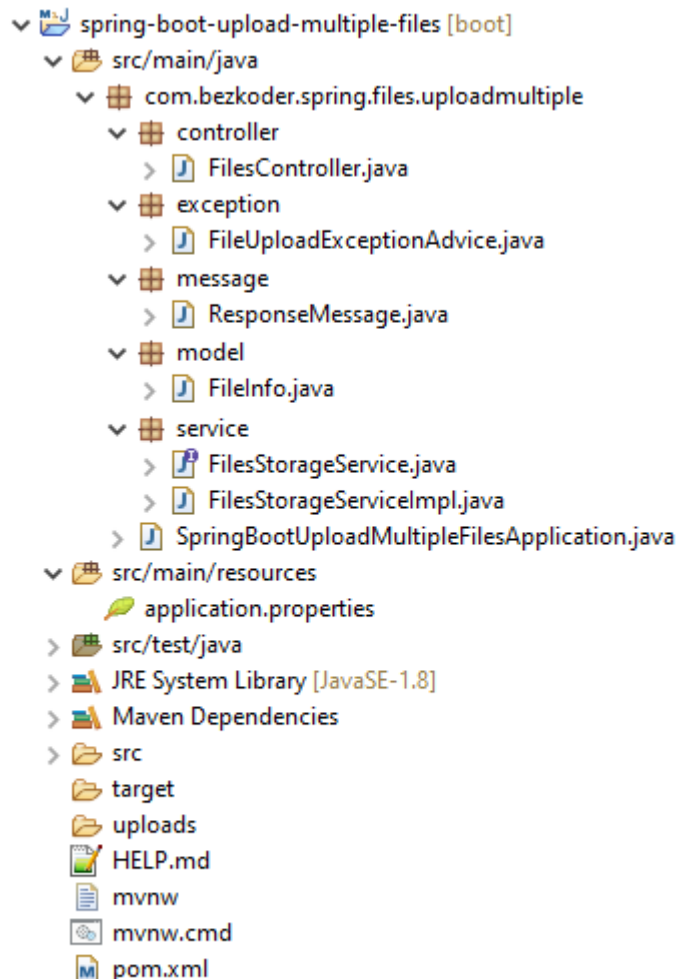 spring-boot-upload-multiple-files [boot]
src/main/java
com.bezkoder.spring.files.uploadmultiple
controller
FilesController.java
exception
FileUploadExceptionAdvice.java
message
ResponseMessage.java
model
FileInfo.java
service
FilesStorageService.java
FilesStorageServiceImpl.java
SpringBootUploadMultipleFilesApplication.java
src/main/resources
application.properties
src/test/java
JRE System Library [JavaSE-1.8]
Maven Dependencies
src
target
uploads
HELP.md
mvnw
mvnw.cmd
pom.xml